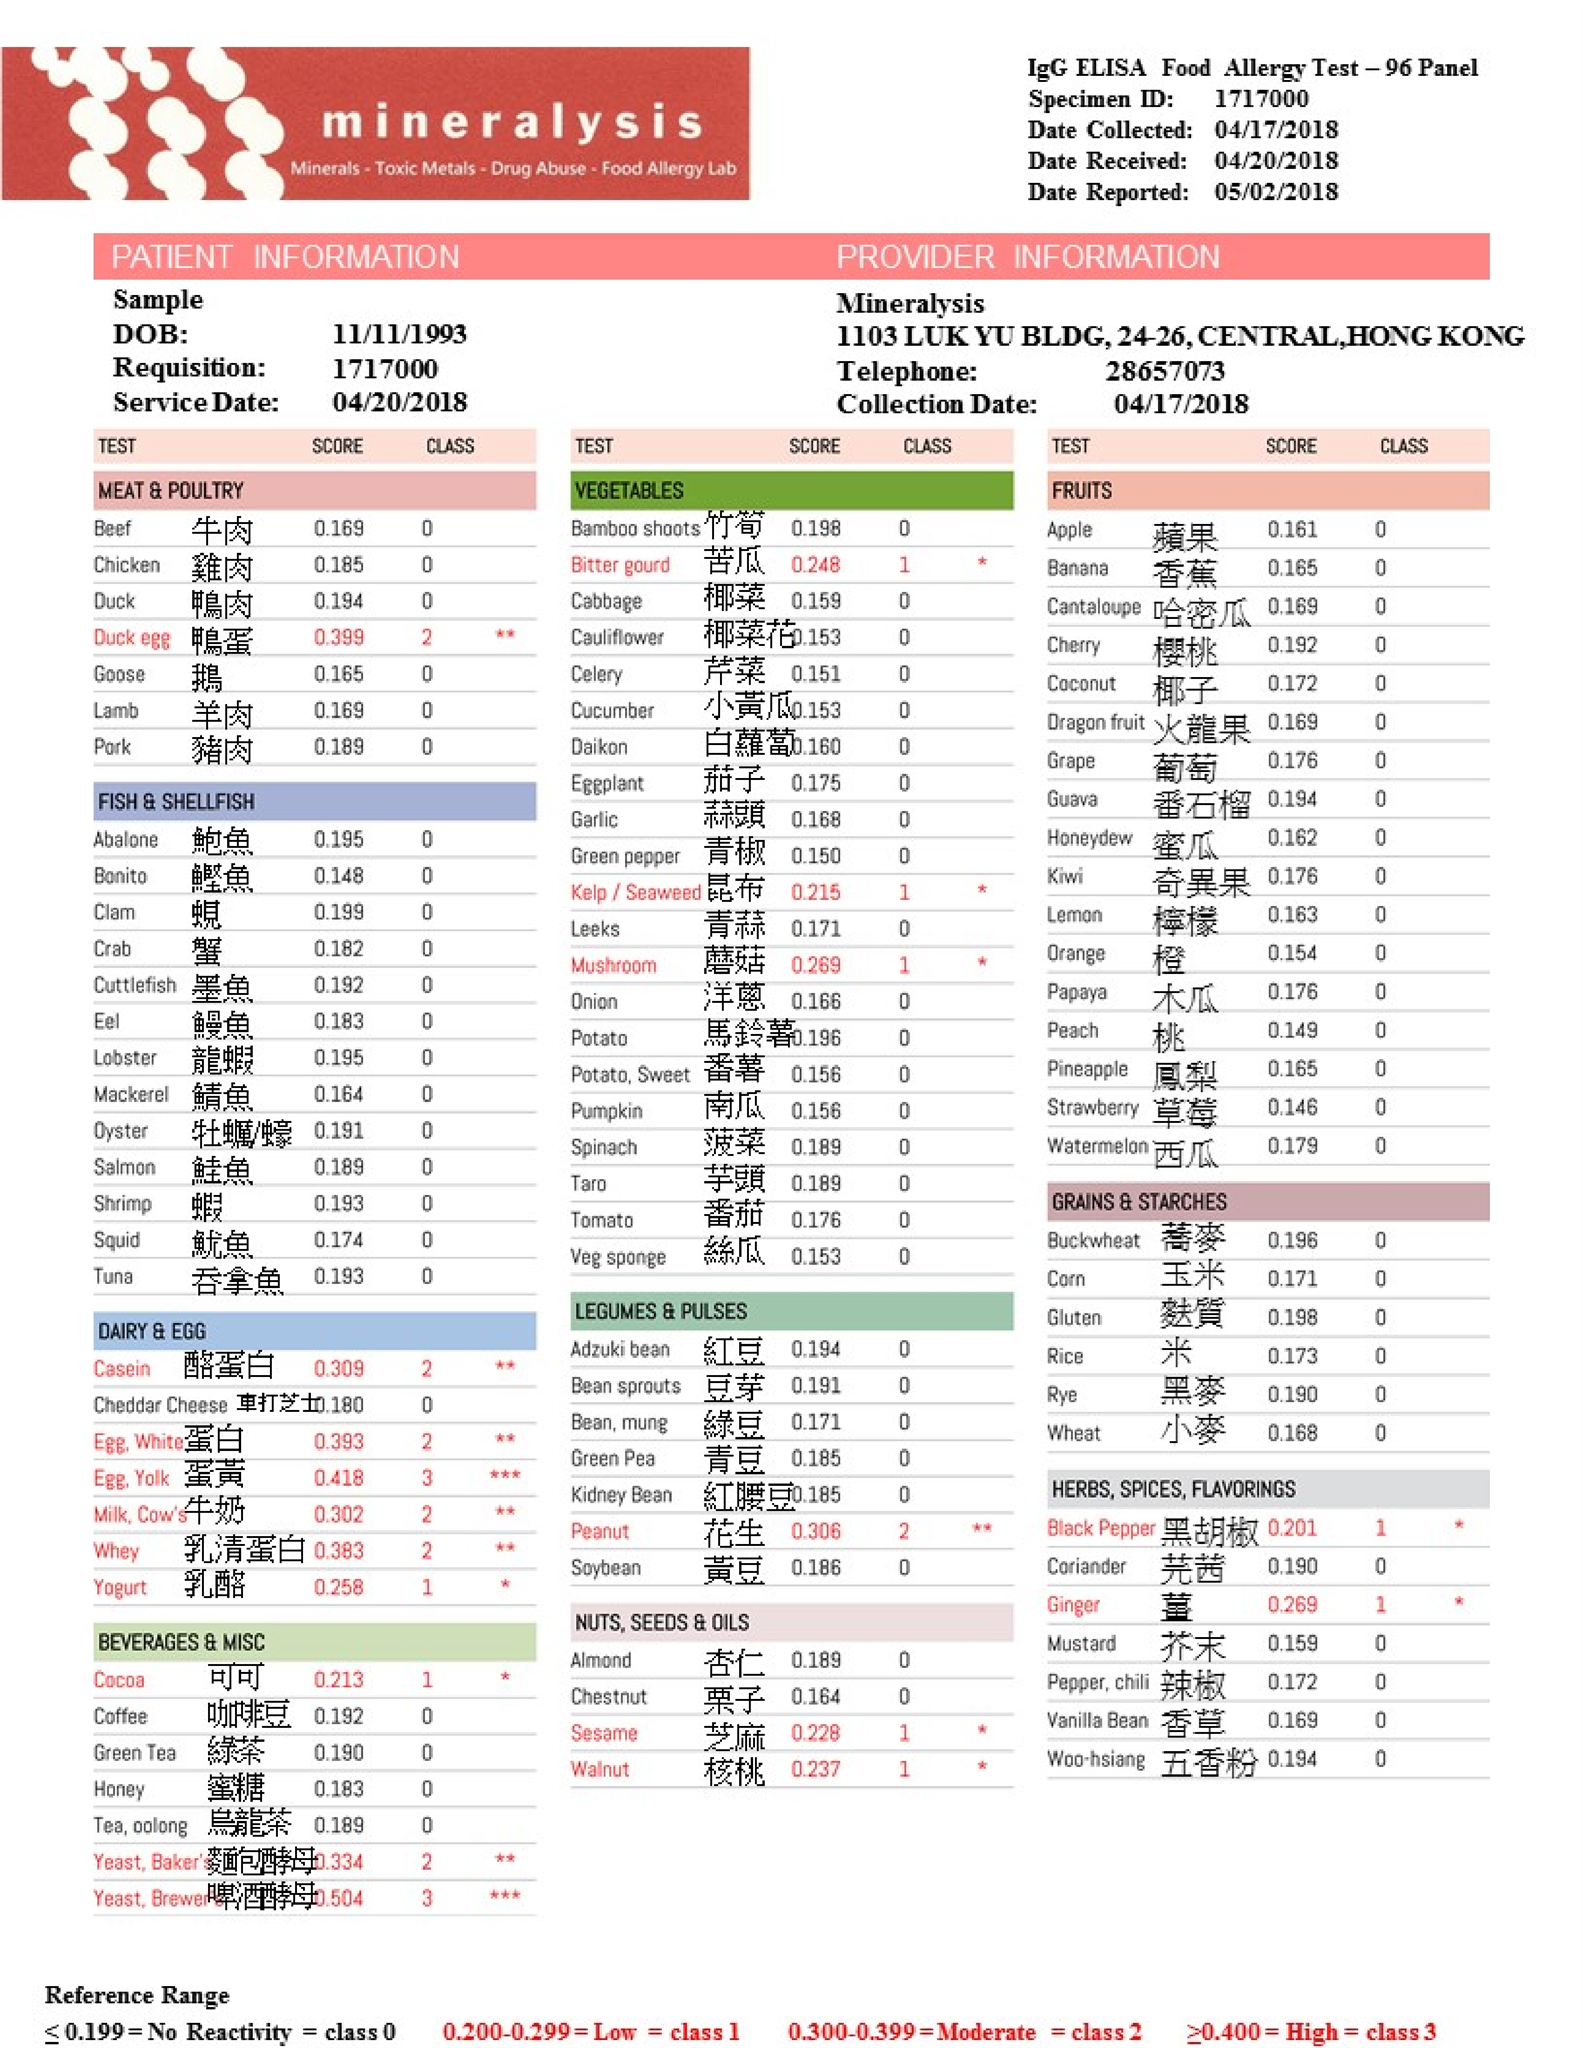 mineralysis
Minerals - Toxic Metals - Drug Abuse - Food Allergy Lab
IgG ELISA Food Allergy Test – 96 Panel
Specimen ID: 1717000
Date Collected: 04/17/2018
Date Received: 04/20/2018
Date Reported: 05/02/2018
PATIENT INFORMATION
Sample
DOB: 11/11/1993
Requisition: 1717000
Service Date: 04/20/2018
PROVIDER INFORMATION
Mineralysis
1103 LUK YU BLDG, 24-26, CENTRAL,HONG KONG
Telephone: 28657073
Collection Date: 04/17/2018
TEST SCORE CLASS
MEAT & POULTRY
Beef 牛肉 0.169 0
Chicken 雞肉 0.185 0
Duck 鴨肉 0.194 0
Duck egg 鴨蛋 0.399 2 **
Goose 鵝 0.165 0
Lamb 羊肉 0.169 0
Pork 豬肉 0.189 0
FISH & SHELLFISH
Abalone 鮑魚 0.195 0
Bonito 鰹魚 0.148 0
Clam 蜆 0.199 0
Crab 蟹 0.182 0
Cuttlefish 墨魚 0.192 0
Eel 鰻魚 0.183 0
Lobster 龍蝦 0.195 0
Mackerel 鯖魚 0.164 0
Oyster 牡蠣/蠔 0.191 0
Salmon 鮭魚 0.189 0
Shrimp 蝦 0.193 0
Squid 魷魚 0.174 0
Tuna 吞拿魚 0.193 0
DAIRY & EGG
Casein 酪蛋白 0.309 2 **
Cheddar Cheese 車打芝士 0.180 0
Egg, White 蛋白 0.393 2 **
Egg, Yolk 蛋黃 0.418 3 ***
Milk, Cow's 牛奶 0.302 2 **
Whey 乳清蛋白 0.383 2 **
Yogurt 乳酪 0.258 1 *
BEVERAGES & MISC
Cocoa 可可 0.213 1 *
Coffee 咖啡豆 0.192 0
Green Tea 綠茶 0.190 0
Honey 蜜糖 0.183 0
Tea, oolong 烏龍茶 0.189 0
Yeast, Baker's 麵包酵母 0.334 2 **
Yeast, Brewer's 啤酒酵母 0.504 3 ***
TEST SCORE CLASS
VEGETABLES
Bamboo shoots 竹筍 0.198 0
Bitter gourd 苦瓜 0.248 1 *
Cabbage 椰菜 0.159 0
Cauliflower 椰菜花 0.153 0
Celery 芹菜 0.151 0
Cucumber 小黃瓜 0.153 0
Daikon 白蘿蔔 0.160 0
Eggplant 茄子 0.175 0
Garlic 蒜頭 0.168 0
Green pepper 青椒 0.150 0
Kelp / Seaweed 昆布 0.215 1 *
Leeks 青蒜 0.171 0
Mushroom 蘑菇 0.269 1 *
Onion 洋蔥 0.166 0
Potato 馬鈴薯 0.196 0
Potato, Sweet 番薯 0.156 0
Pumpkin 南瓜 0.156 0
Spinach 菠菜 0.189 0
Taro 芋頭 0.189 0
Tomato 番茄 0.176 0
Veg sponge 絲瓜 0.153 0
LEGUMES & PULSES
Adzuki bean 紅豆 0.194 0
Bean sprouts 豆芽 0.191 0
Bean, mung 綠豆 0.171 0
Green Pea 青豆 0.185 0
Kidney Bean 紅腰豆 0.185 0
Peanut 花生 0.306 2 **
Soybean 黃豆 0.186 0
NUTS, SEEDS & OILS
Almond 杏仁 0.189 0
Chestnut 栗子 0.164 0
Sesame 芝麻 0.228 1 *
Walnut 核桃 0.237 1 *
TEST SCORE CLASS
FRUITS
Apple 蘋果 0.161 0
Banana 香蕉 0.165 0
Cantaloupe 哈密瓜 0.169 0
Cherry 櫻桃 0.192 0
Coconut 椰子 0.172 0
Dragon fruit 火龍果 0.169 0
Grape 葡萄 0.176 0
Guava 番石榴 0.194 0
Honeydew 蜜瓜 0.162 0
Kiwi 奇異果 0.176 0
Lemon 檸檬 0.163 0
Orange 橙 0.154 0
Papaya 木瓜 0.176 0
Peach 桃 0.149 0
Pineapple 鳳梨 0.165 0
Strawberry 草莓 0.146 0
Watermelon 西瓜 0.179 0
GRAINS & STARCHES
Buckwheat 蕎麥 0.196 0
Corn 玉米 0.171 0
Gluten 麩質 0.198 0
Rice 米 0.173 0
Rye 黑麥 0.190 0
Wheat 小麥 0.168 0
HERBS, SPICES, FLAVORINGS
Black Pepper 黑胡椒 0.201 1 *
Coriander 芫茜 0.190 0
Ginger 薑 0.269 1 *
Mustard 芥末 0.159 0
Pepper, chili 辣椒 0.172 0
Vanilla Bean 香草 0.169 0
Woo-hsiang 五香粉 0.194 0
Reference Range
≤ 0.199 = No Reactivity = class 0 0.200-0.299 = Low = class 1 0.300-0.399 = Moderate = class 2 ≥0.400 = High = class 3